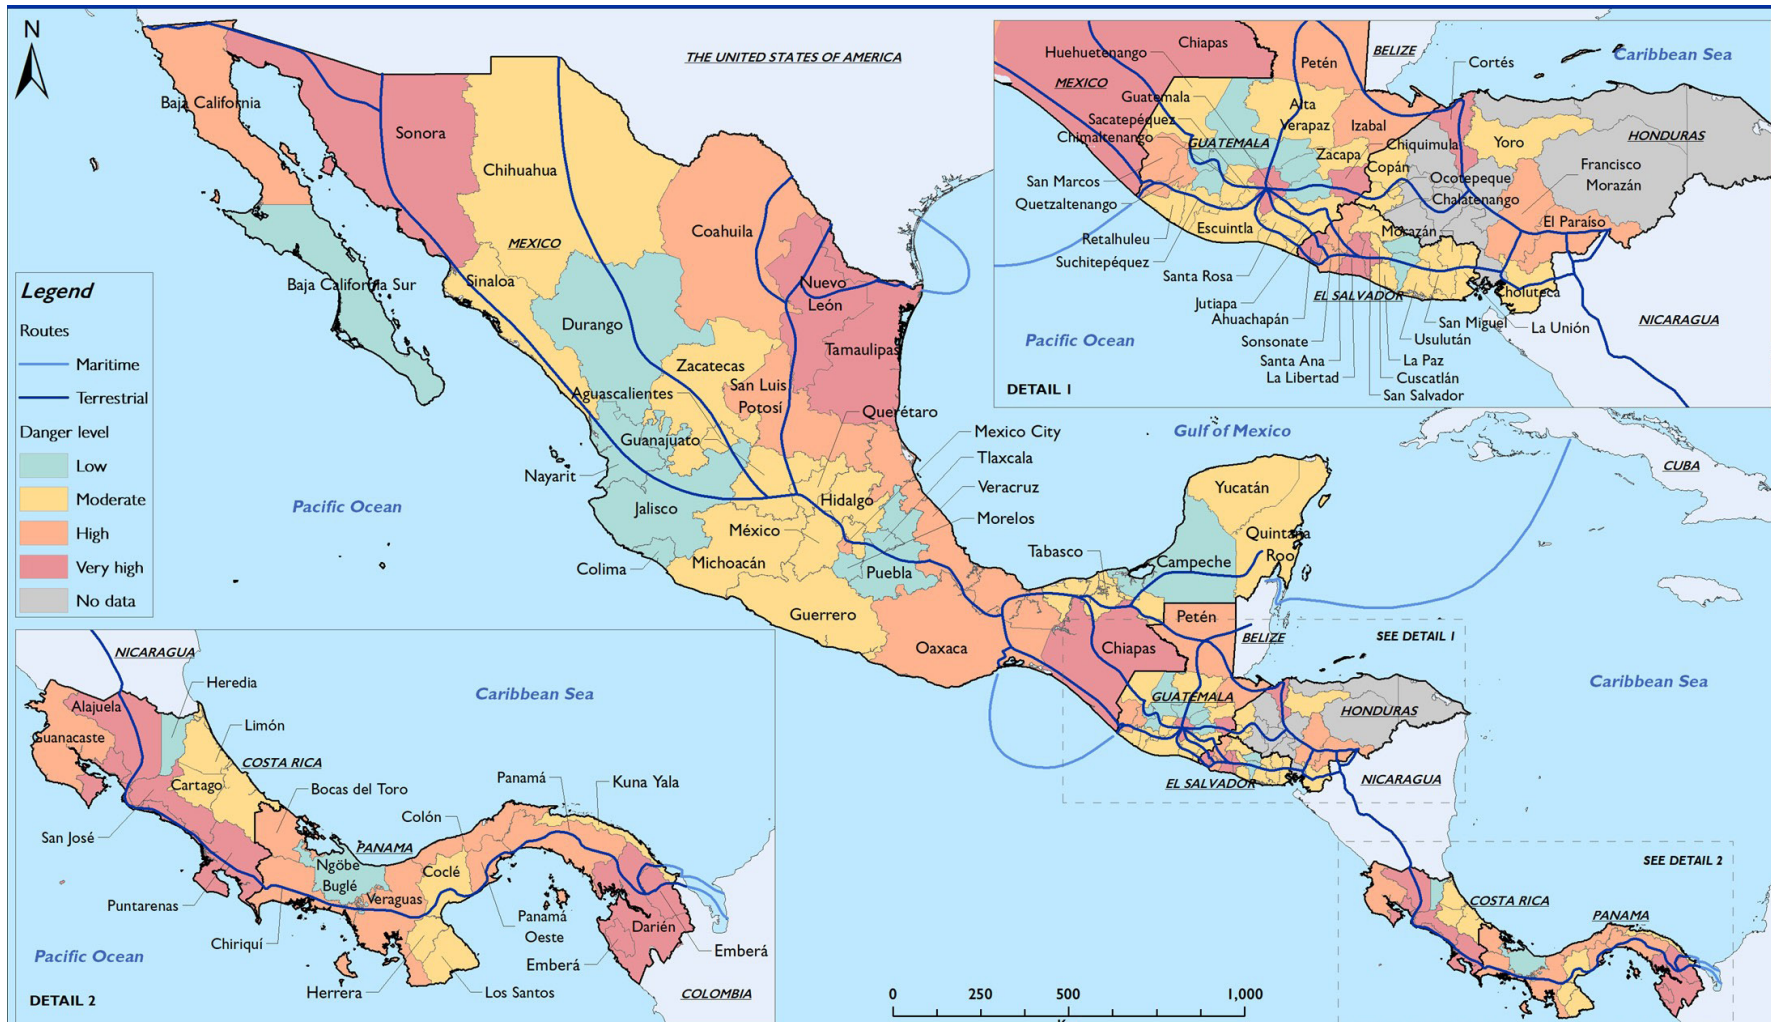 N
THE UNITED STATES OF AMERICA
Baja California
Sonora
Chihuahua
Coahuila
MEXICO
Sinaloa
Baja California Sur
Durango
Nuevo
León
Tamaulipas
Zacatecas
San Luis
Potosí
Aguascalientes
Querétaro
Guanajuato
Mexico City
Tlaxcala
Veracruz
Morelos
Nayarit
Jalisco
Hidalgo
México
Colima
Michoacán
Puebla
Guerrero
Oaxaca
Tabasco
Chiapas
Campeche
Yucatán
Quintana
Roo
Petén
BELIZE
GUATEMALA
HONDURAS
EL SALVADOR
NICARAGUA
COSTA RICA
PANAMA
CUBA
Gulf of Mexico
Pacific Ocean
Caribbean Sea
SEE DETAIL 1
SEE DETAIL 2
Legend
Routes
Maritime
Terrestrial
Danger level
Low
Moderate
High
Very high
No data
Huehuetenango
Chiapas
BELIZE
Caribbean Sea
Cortés
Petén
MEXICO
Guatemala
Alta
Verapaz
Sacatepéquez
Izabal
Chimaltenango
GUATEMALA
Chiquimula
Yoro
HONDURAS
Zacapa
Copán
Francisco
Morazán
San Marcos
Ocotepeque
Quetzaltenango
Chalatenango
Escuintla
Morazán
El Paraíso
Retalhuleu
Suchitepéquez
Santa Rosa
Jutiapa
EL SALVADOR
Choluteca
Ahuachapán
San Miguel
La Unión
NICARAGUA
Sonsonate
Usulután
Santa Ana
La Paz
La Libertad
Cuscatlán
San Salvador
Pacific Ocean
DETAIL 1
NICARAGUA
Heredia
Caribbean Sea
Alajuela
Limón
Guanacaste
COSTA RICA
Cartago
Bocas del Toro
Panamá
Kuna Yala
Colón
San José
PANAMA
Ngöbe
Buglé
Coclé
Veraguas
Puntarenas
Chiriquí
Panamá
Oeste
Darién
Emberá
Emberá
Herrera
Los Santos
Pacific Ocean
COLOMBIA
DETAIL 2
0 250 500 1,000